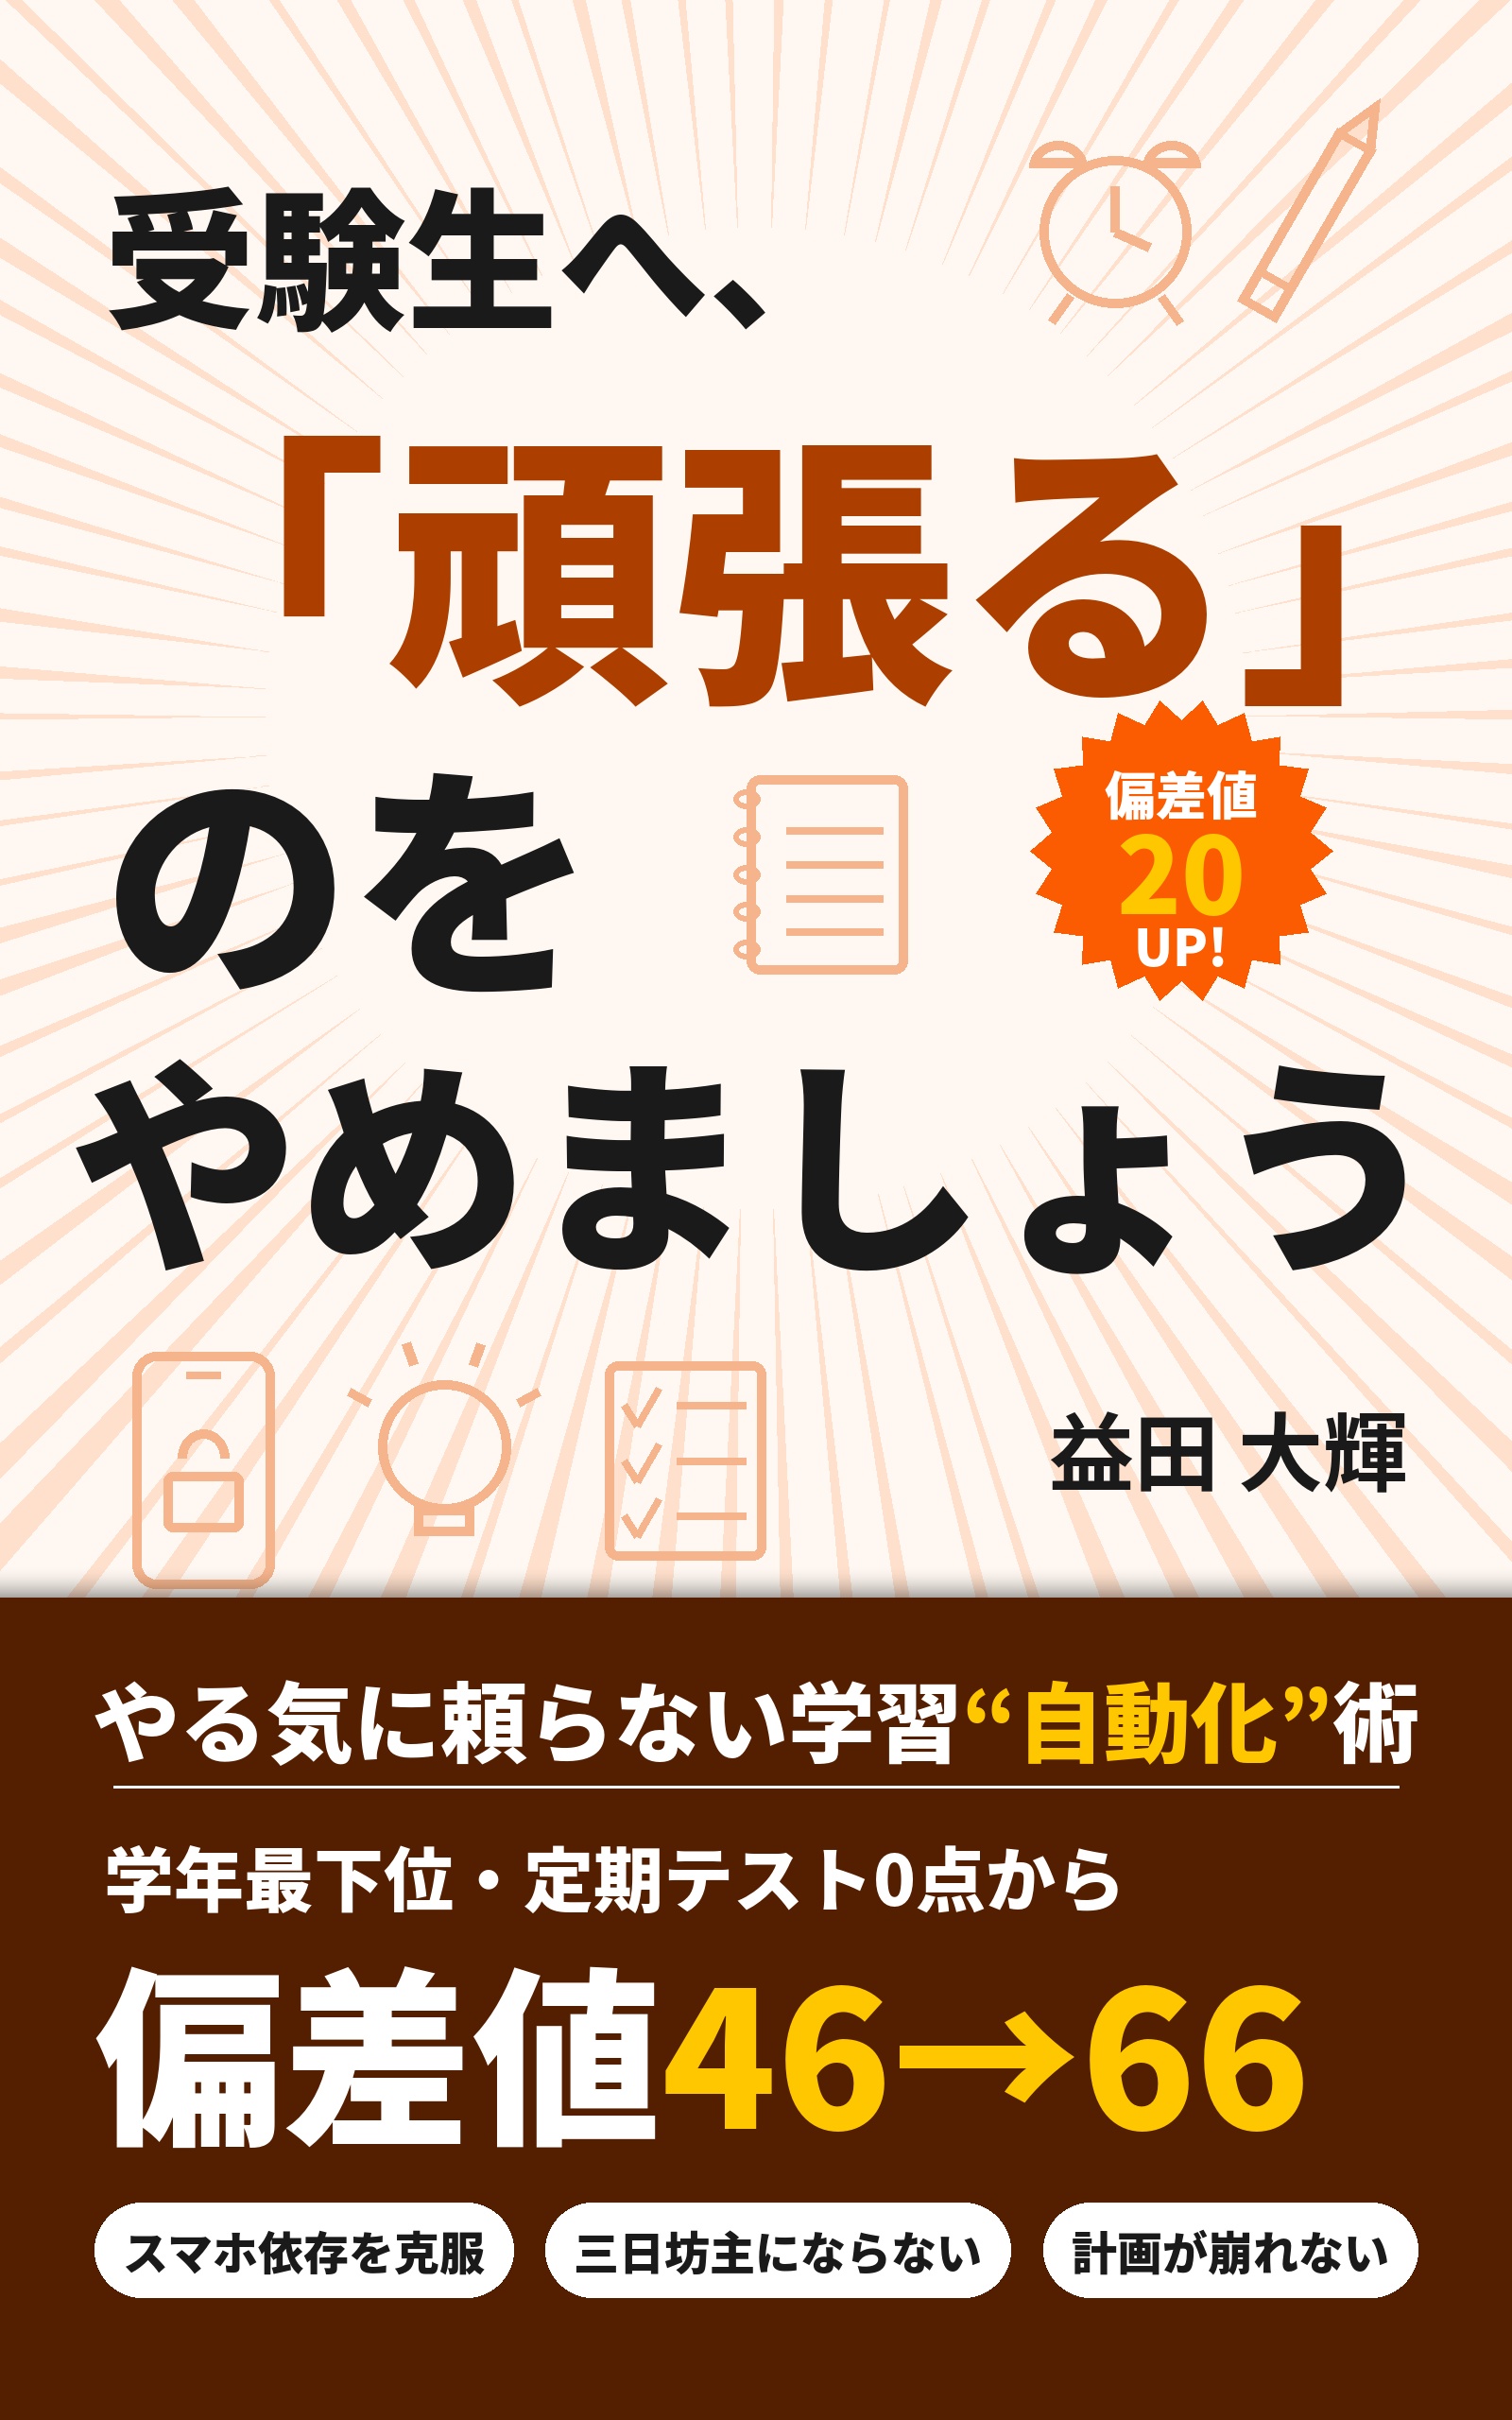 受験生へ、
「頑張る」
のを
偏差値
20
UP!
やめましょう
益田 大輝
やる気に頼らない学習“自動化”術
学年最下位・定期テスト0点から
偏差値46→66
スマホ依存を克服
三日坊主にならない
計画が崩れない